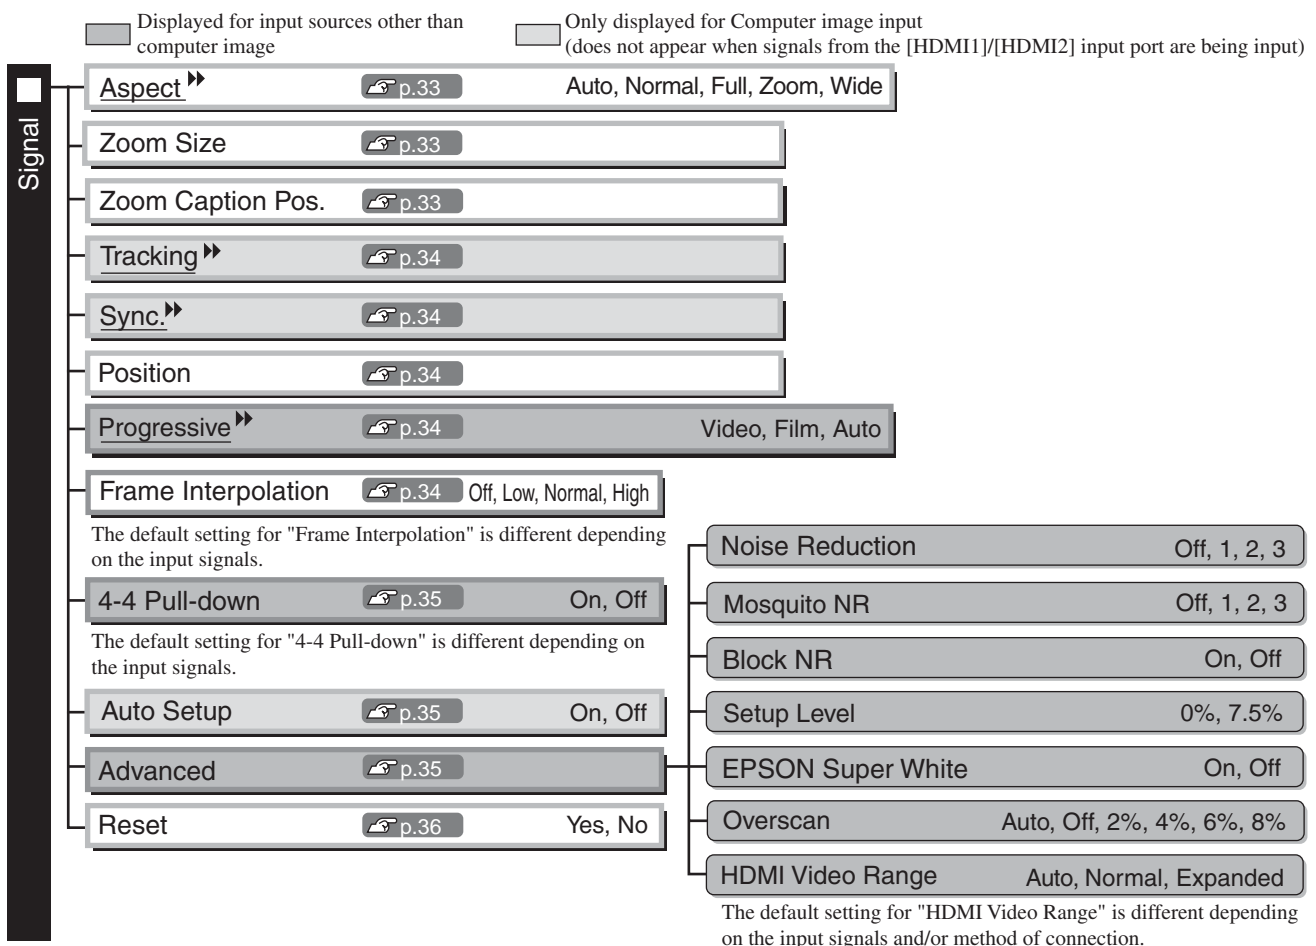 Displayed for input sources other than
computer image
Only displayed for Computer image input
(does not appear when signals from the [HDMI1]/[HDMI2] input port are being input)
Signal
Aspect p.33 Auto, Normal, Full, Zoom, Wide
Zoom Size p.33
Zoom Caption Pos. p.33
Tracking p.34
Sync. p.34
Position p.34
Progressive p.34 Video, Film, Auto
Frame Interpolation p.34 Off, Low, Normal, High
The default setting for "Frame Interpolation" is different depending
on the input signals.
4-4 Pull-down p.35 On, Off
The default setting for "4-4 Pull-down" is different depending on
the input signals.
Auto Setup p.35 On, Off
Advanced p.35
Reset p.36 Yes, No
Noise Reduction Off, 1, 2, 3
Mosquito NR Off, 1, 2, 3
Block NR On, Off
Setup Level 0%, 7.5%
EPSON Super White On, Off
Overscan Auto, Off, 2%, 4%, 6%, 8%
HDMI Video Range Auto, Normal, Expanded
The default setting for "HDMI Video Range" is different depending
on the input signals and/or method of connection.